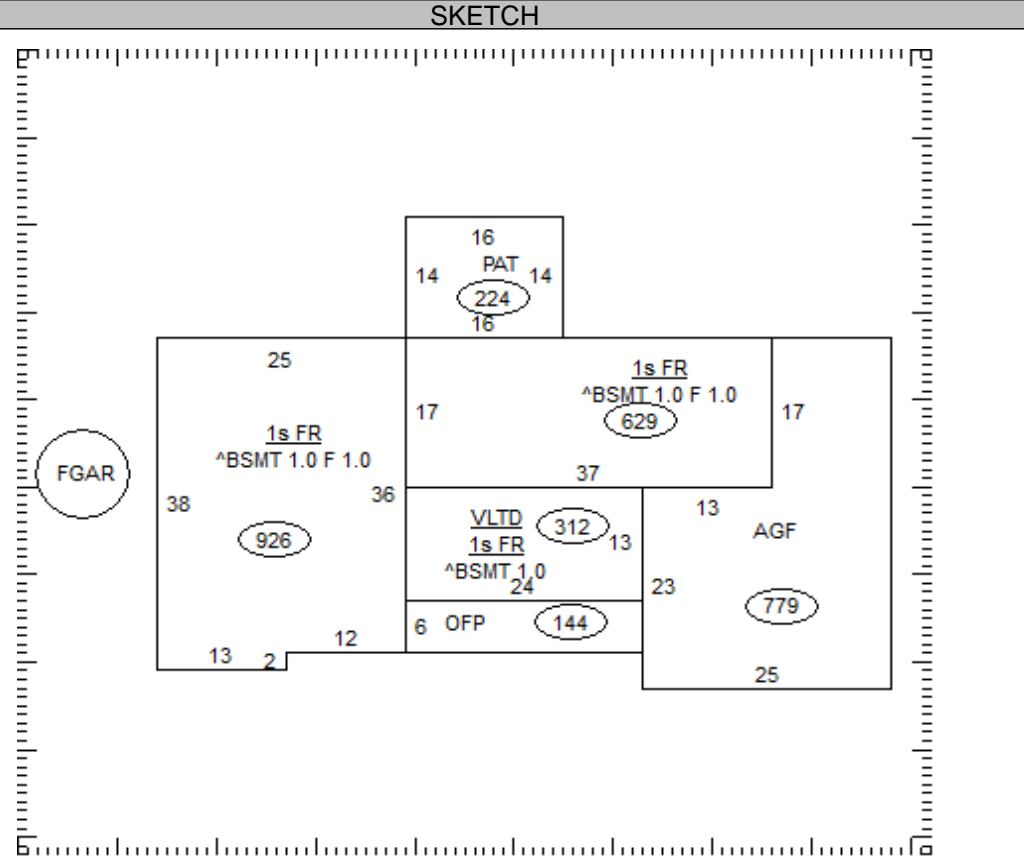 SKETCH
16
PAT
14
14
224
16
25
1s FR
^BSMT 1.0 F 1.0
629
17
17
37
1s FR
^BSMT 1.0 F 1.0
FGAR
38
36
926
VLTD
312
1s FR
13
^BSMT 1.0
24
13
AGF
23
779
6
OFP
144
12
13
2
25